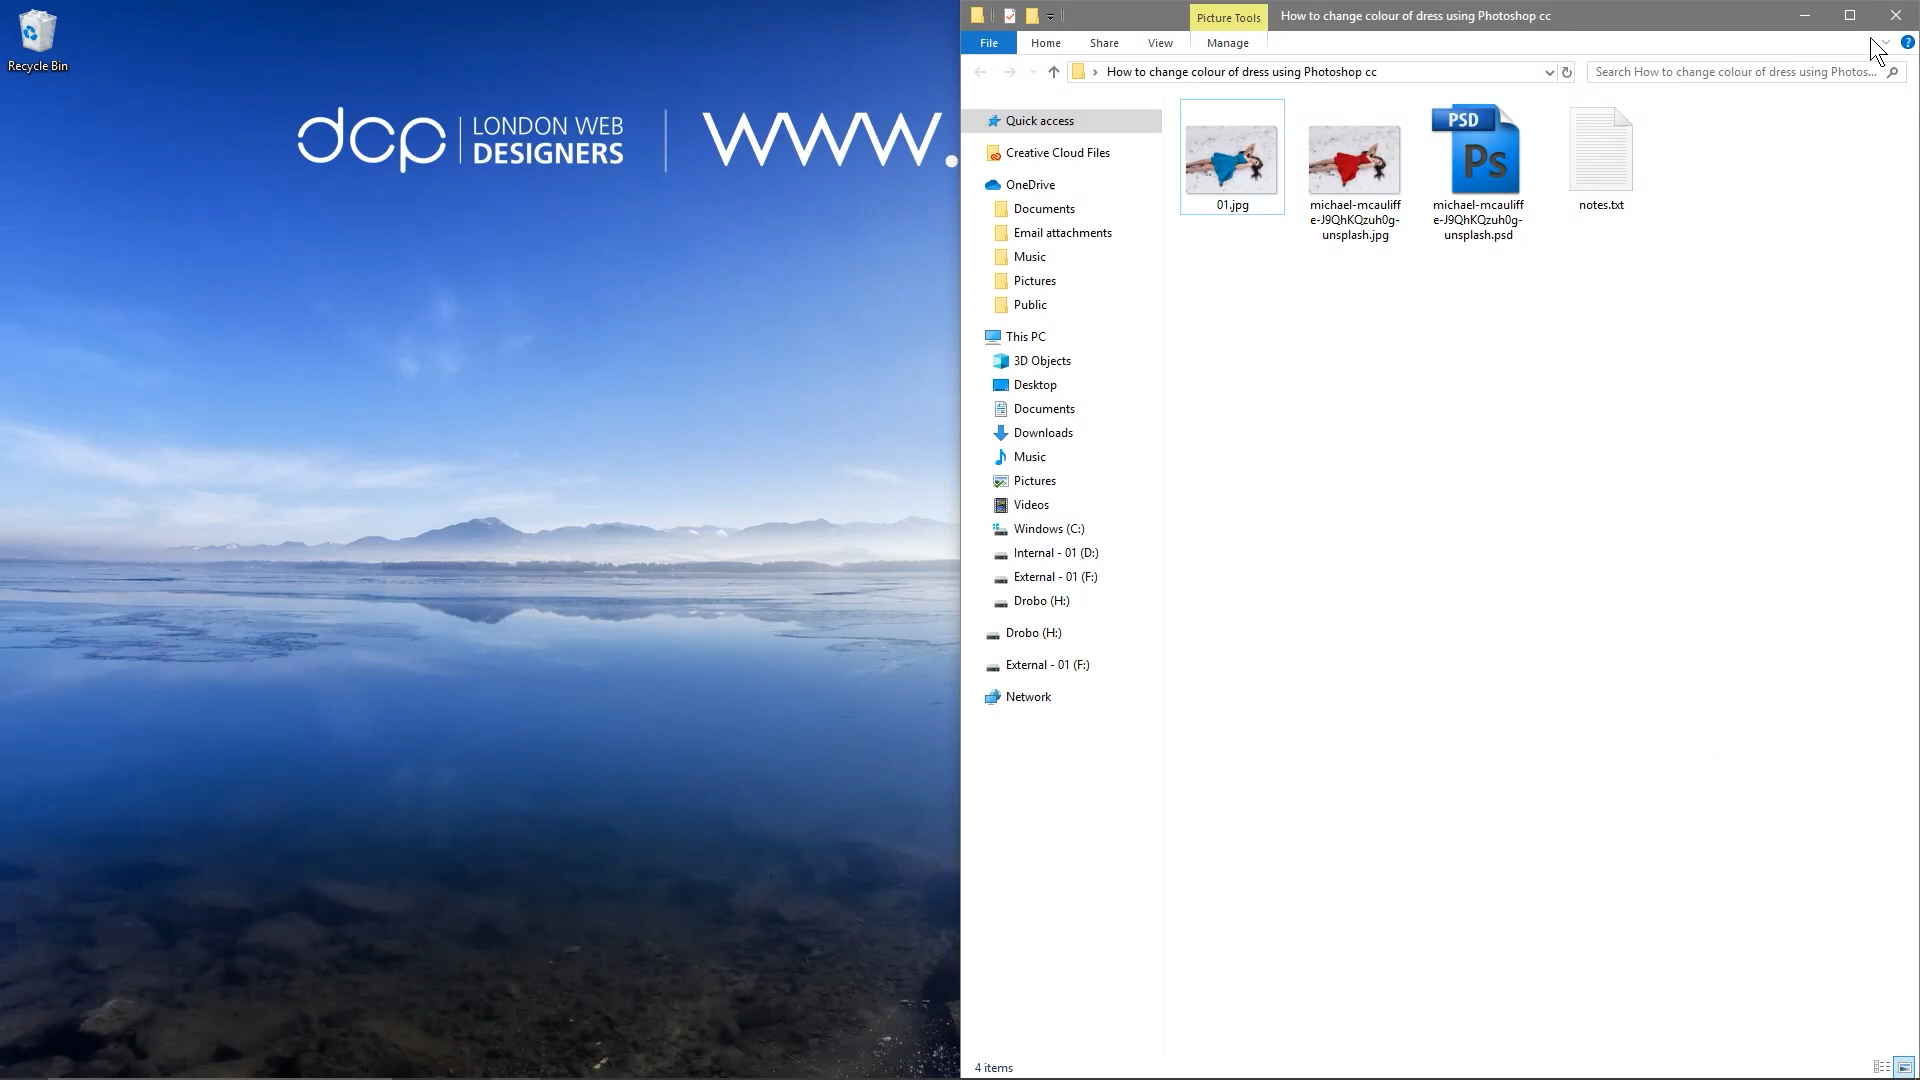 Recycle Bin
dcp LONDON WEB DESIGNERS
WWW.
Picture Tools
How to change colour of dress using Photoshop cc
File Home Share View Manage
How to change colour of dress using Photoshop cc
Search How to change colour of dress using Photos...
Quick access
Creative Cloud Files
OneDrive
Documents
Email attachments
Music
Pictures
Public
This PC
3D Objects
Desktop
Documents
Downloads
Music
Pictures
Videos
Windows (C:)
Internal - 01 (D:)
External - 01 (F:)
Drobo (H:)
Drobo (H:)
External - 01 (F:)
Network
01.jpg
michael-mcauliff
e-J9QhKQzuh0g-
unsplash.jpg
PSD
Ps
michael-mcauliff
e-J9QhKQzuh0g-
unsplash.psd
notes.txt
4 items